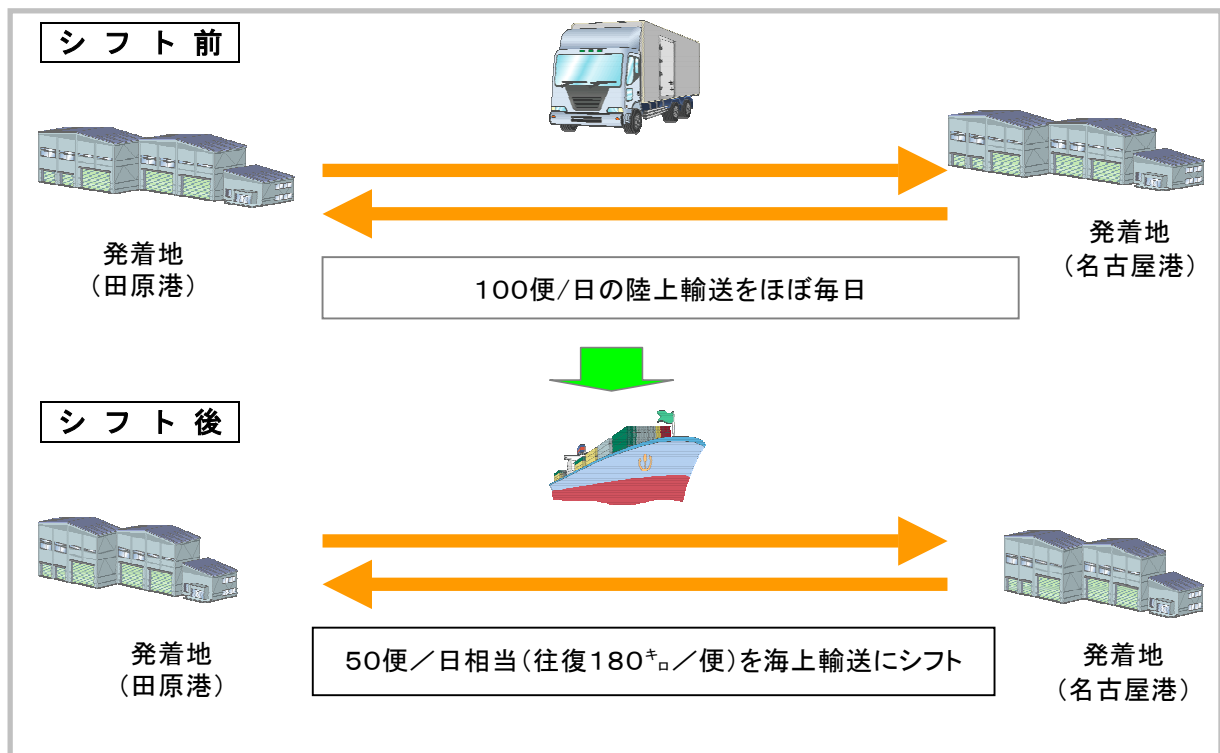 シフト前
発着地
（田原港）
発着地
（名古屋港）
１００便/日の陸上輸送をほぼ毎日
シフト後
発着地
（田原港）
発着地
（名古屋港）
５０便／日相当（往復１８０㌔／便）を海上輸送にシフト